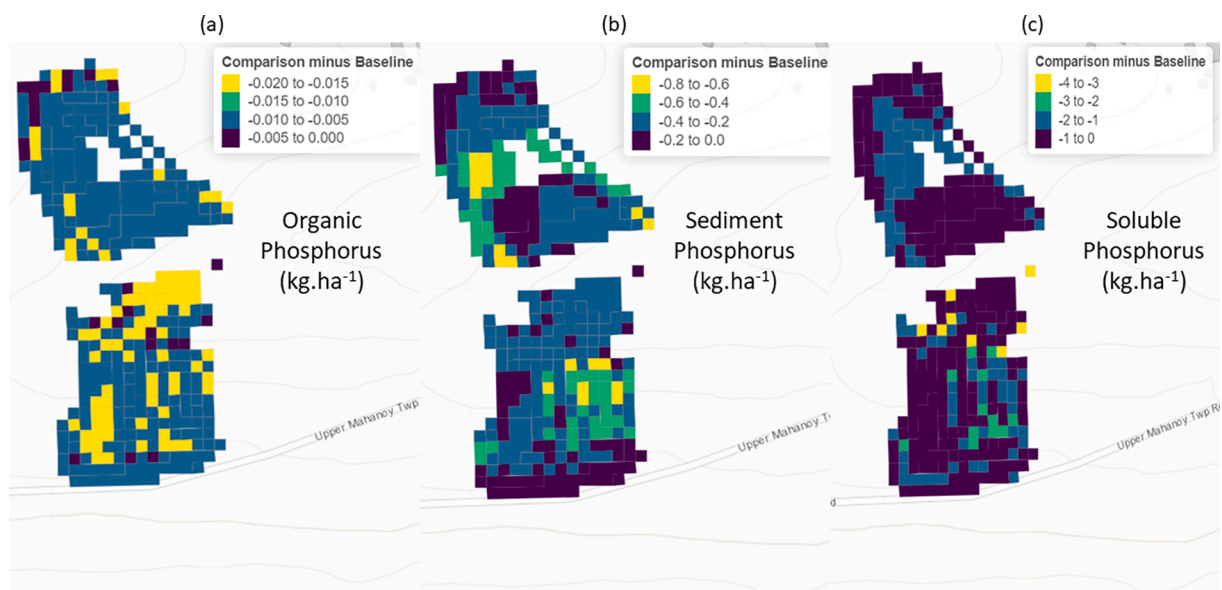 (a)
(b)
(c)
Comparison minus Baseline
-0.020 to -0.015
-0.015 to -0.010
-0.010 to -0.005
-0.005 to 0.000
Organic
Phosphorus
(kg.ha-1)
Upper Mahanoy Twp
Comparison minus Baseline
-0.8 to -0.6
-0.6 to -0.4
-0.4 to -0.2
-0.2 to 0.0
Sediment
Phosphorus
(kg.ha-1)
Upper Mahanoy T
Comparison minus Baseline
-4 to -3
-3 to -2
-2 to -1
-1 to 0
Soluble
Phosphorus
(kg.ha-1)
Upper Mahanoy Twp R
d